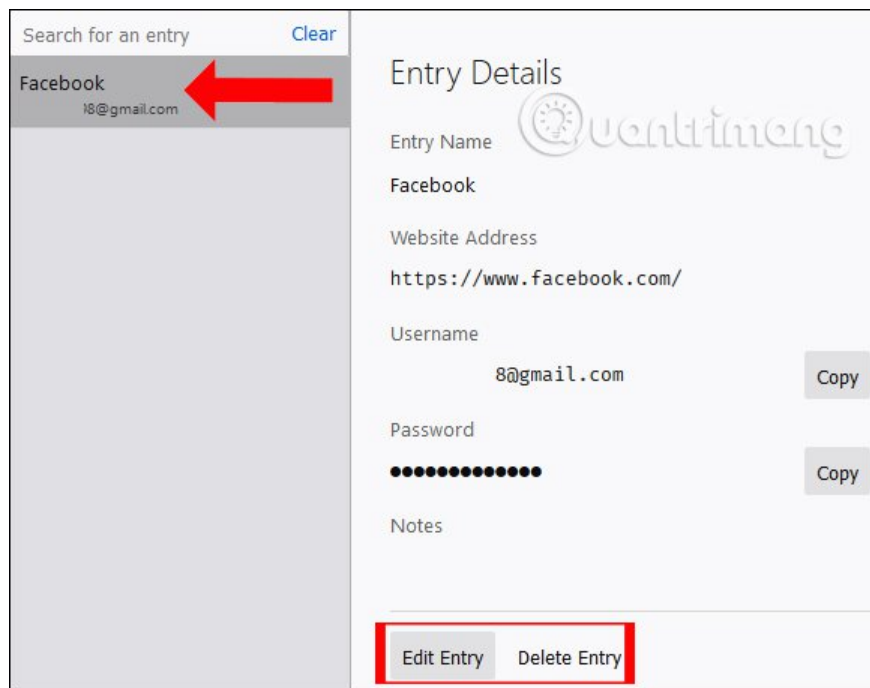 Search for an entry Clear
Facebook
8@gmail.com
Entry Details
Quantrimang
Entry Name
Facebook
Website Address
https://www.facebook.com/
Username
8@gmail.com
Copy
Password
●●●●●●●●●●●●●
Copy
Notes
Edit Entry Delete Entry